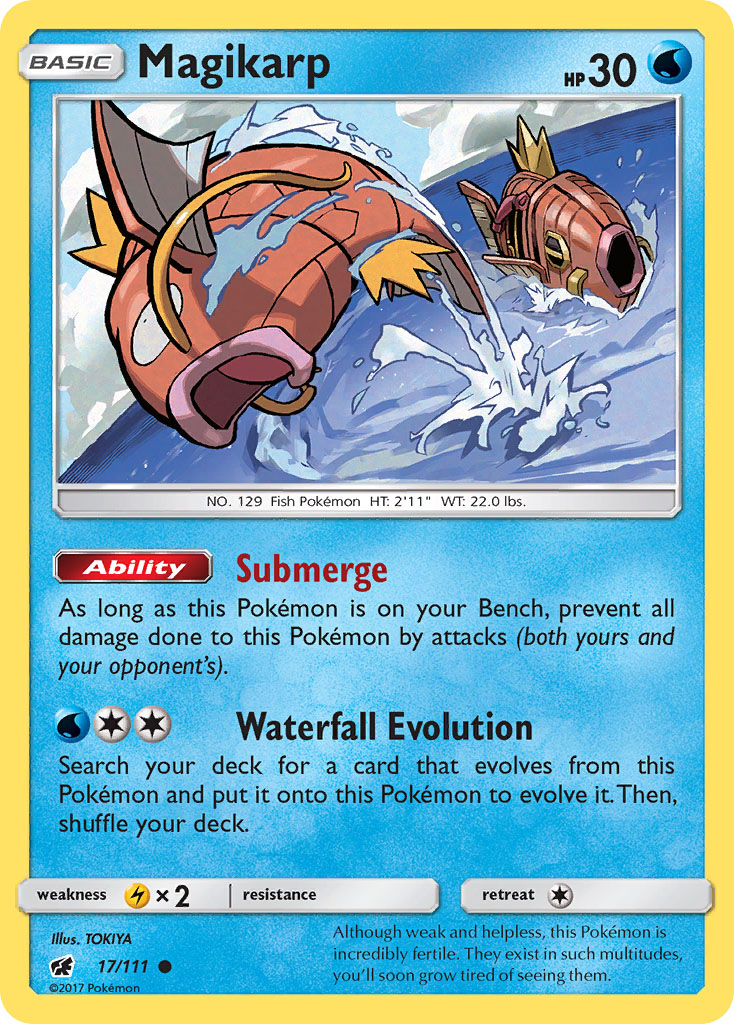 BASIC Magikarp HP 30
NO. 129 Fish Pokémon HT: 2'11" WT: 22.0 lbs.
Ability Submerge
As long as this Pokémon is on your Bench, prevent all
damage done to this Pokémon by attacks (both yours and
your opponent's).
Waterfall Evolution
Search your deck for a card that evolves from this
Pokémon and put it onto this Pokémon to evolve it. Then,
shuffle your deck.
weakness × 2 resistance retreat
Illus. TOKIYA
17/111
©2017 Pokémon
Although weak and helpless, this Pokémon is
incredibly fertile. They exist in such multitudes,
you'll soon grow tired of seeing them.